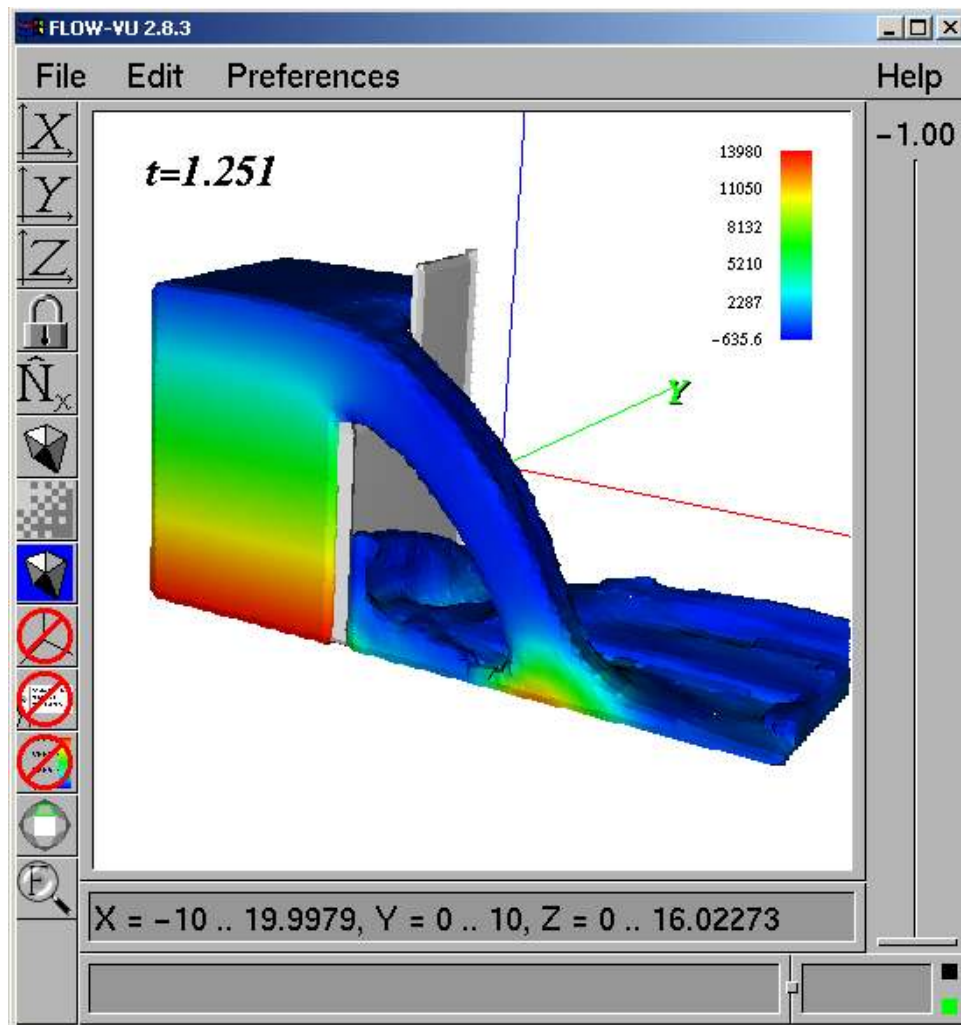 FLOW-VU 2.8.3
File Edit Preferences Help
X
Y
Z
N̂x
F
t=1.251
13980
11050
8132
5210
2287
-635.6
Y
-1.00
X = -10 .. 19.9979, Y = 0 .. 10, Z = 0 .. 16.02273